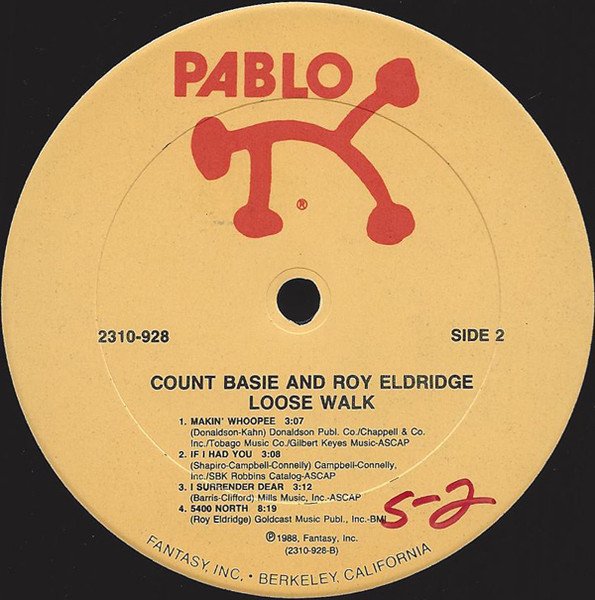 PABLO
®
2310-928
SIDE 2
COUNT BASIE AND ROY ELDRIDGE
LOOSE WALK
1. MAKIN' WHOOPEE 3:07
(Donaldson-Kahn) Donaldson Publ. Co./Chappell & Co.
Inc./Tobago Music Co./Gilbert Keyes Music-ASCAP
2. IF I HAD YOU 3:08
(Shapiro-Campbell-Connelly) Campbell-Connelly,
Inc./SBK Robbins Catalog-ASCAP
3. I SURRENDER DEAR 3:12
(Barris-Clifford) Mills Music, Inc.-ASCAP
4. 5400 NORTH 8:19
(Roy Eldridge) Goldcast Music Publ., Inc.-BMI
S-2
℗1988, Fantasy, Inc.
(2310-928-B)
FANTASY, INC. • BERKELEY, CALIFORNIA